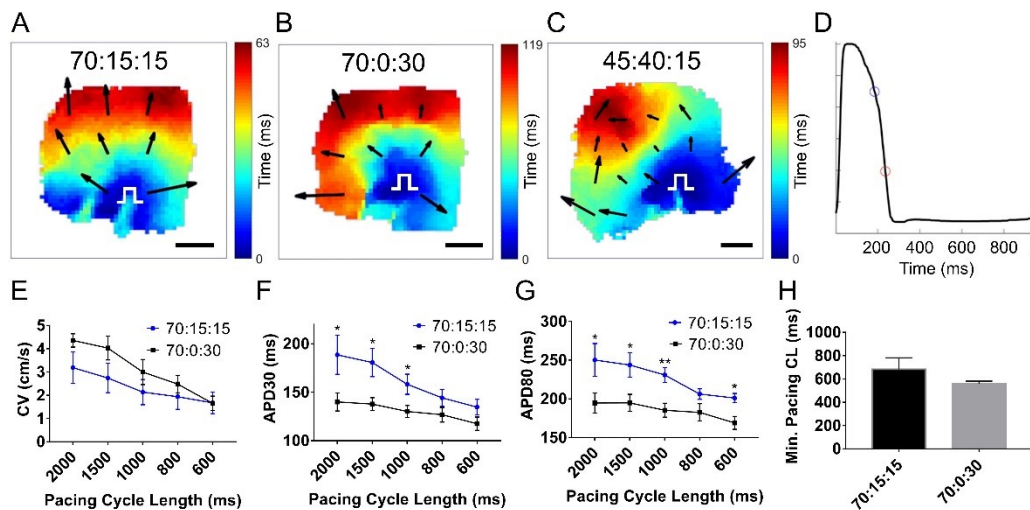 A
70:15:15
63
Time (ms)
0
B
70:0:30
119
Time (ms)
0
C
45:40:15
95
Time (ms)
0
D
200 400 600 800
Time (ms)
E
5
4
3
2
1
0
CV (cm/s)
70:15:15
70:0:30
2000 1500 1000 800 600
Pacing Cycle Length (ms)
F
200
150
100
APD30 (ms)
* * *
70:15:15
70:0:30
2000 1500 1000 800 600
Pacing Cycle Length (ms)
G
300
250
200
150
APD80 (ms)
* * ** *
70:15:15
70:0:30
2000 1500 1000 800 600
Pacing Cycle Length (ms)
H
1000
800
600
400
200
0
Min. Pacing CL (ms)
70:15:15 70:0:30